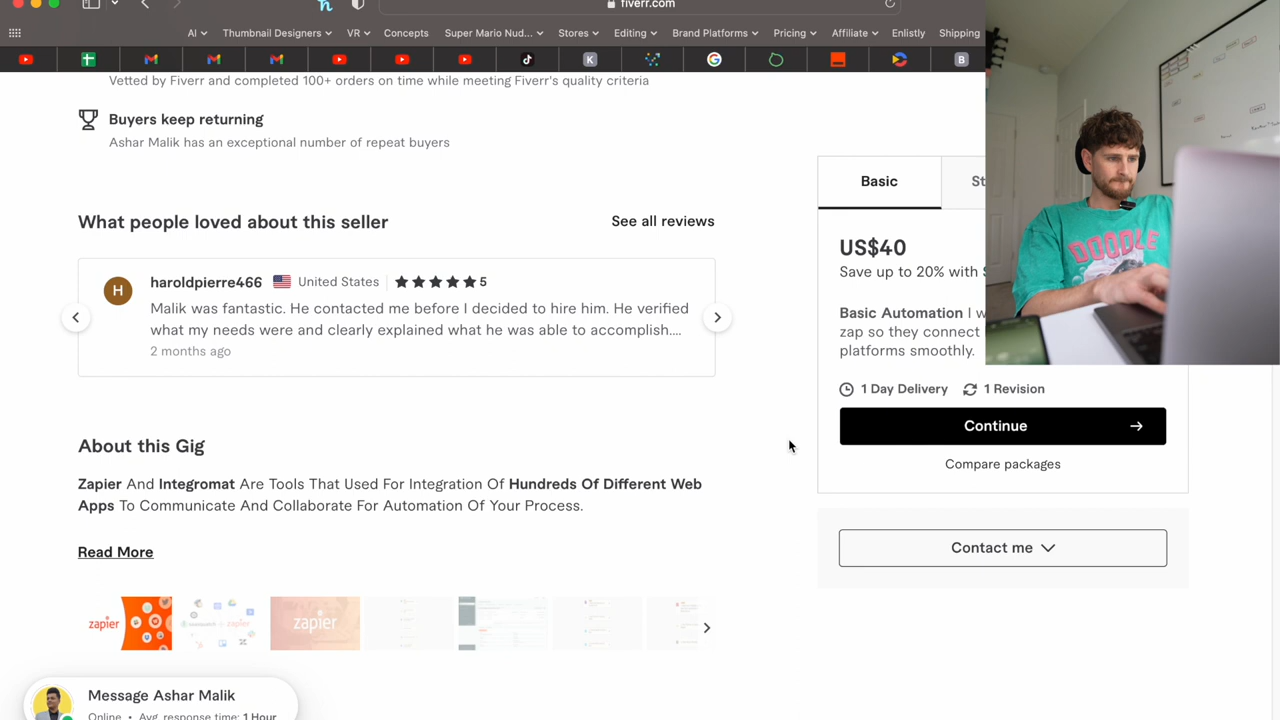 fiverr.com
AI
Thumbnail Designers
VR
Concepts
Super Mario Nud...
Stores
Editing
Brand Platforms
Pricing
Affiliate
Enlistly
Shipping
K
B
Vetted by Fiverr and completed 100+ orders on time while meeting Fiverr's quality criteria
Buyers keep returning
Ashar Malik has an exceptional number of repeat buyers
Basic
St
What people loved about this seller
See all reviews
US$40
Save up to 20% with
H
haroldpierre466
United States
5
Malik was fantastic. He contacted me before I decided to hire him. He verified
what my needs were and clearly explained what he was able to accomplish....
2 months ago
Basic Automation I w
zap so they connect
platforms smoothly.
1 Day Delivery
1 Revision
Continue
Compare packages
About this Gig
Zapier And Integromat Are Tools That Used For Integration Of Hundreds Of Different Web
Apps To Communicate And Collaborate For Automation Of Your Process.
Read More
Contact me
zapier
zapier
Message Ashar Malik
Online • Avg. response time: 1 Hour
DOODLE